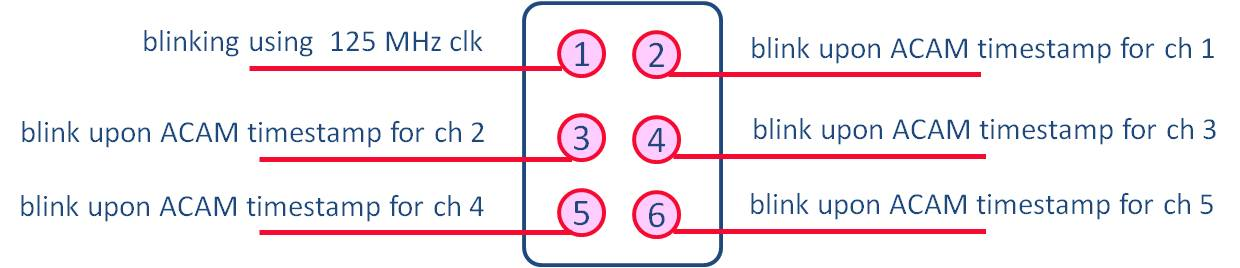 blinking using 125 MHz clk
1
2
blink upon ACAM timestamp for ch 1
blink upon ACAM timestamp for ch 2
3
4
blink upon ACAM timestamp for ch 3
blink upon ACAM timestamp for ch 4
5
6
blink upon ACAM timestamp for ch 5